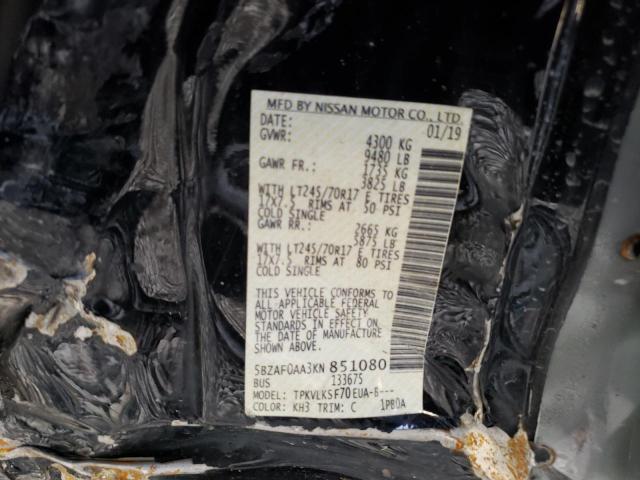 MFD BY NISSAN MOTOR CO., LTD.
DATE: 01/19
GVWR: 4300 KG
9480 LB
GAWR FR: 1735 KG
3825 LB
WITH LT245/70R17 E TIRES
17X7.5 RIMS AT 50 PSI
COLD SINGLE
GAWR RR: 2665 KG
5875 LB
WITH LT245/70R17 E TIRES
17X7.5 RIMS AT 80 PSI
COLD SINGLE
THIS VEHICLE CONFORMS TO
ALL APPLICABLE FEDERAL
MOTOR VEHICLE SAFETY
STANDARDS IN EFFECT ON
THE DATE OF MANUFACTURE
SHOWN ABOVE.
5BZAF0AA3KN851080
BUS 133675
MODEL: TPKVLKSF70EUA-6---
COLOR: KH3 TRIM: C 1PB0A